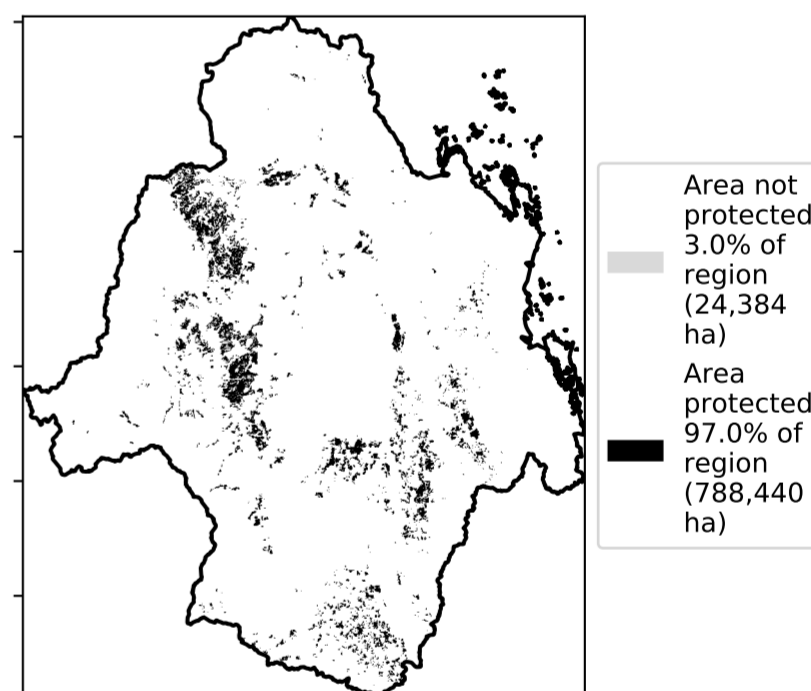 Area not
protected
3.0% of
region
(24,384
ha)
Area
protected
97.0% of
region
(788,440
ha)